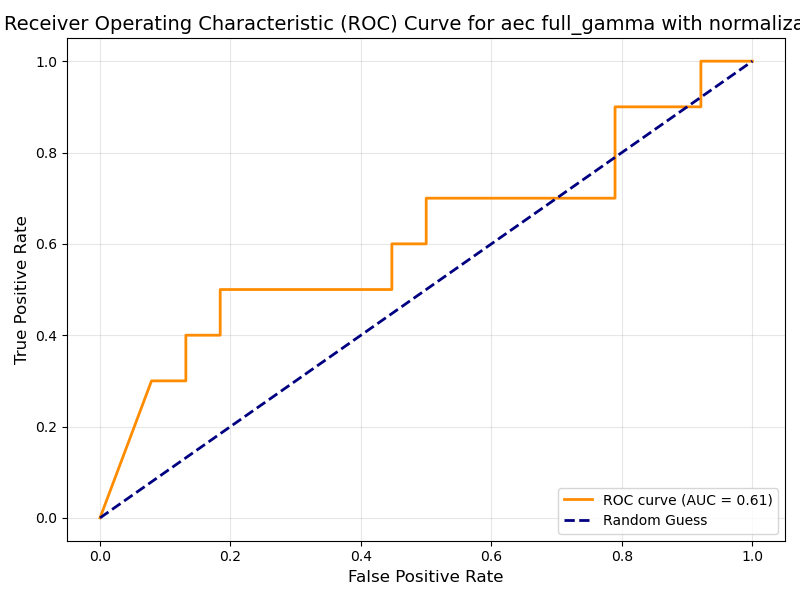 Receiver Operating Characteristic (ROC) Curve for aec full_gamma with normaliza
1.0
0.8
0.6
0.4
0.2
0.0
True Positive Rate
ROC curve (AUC = 0.61)
Random Guess
0.0 0.2 0.4 0.6 0.8 1.0
False Positive Rate